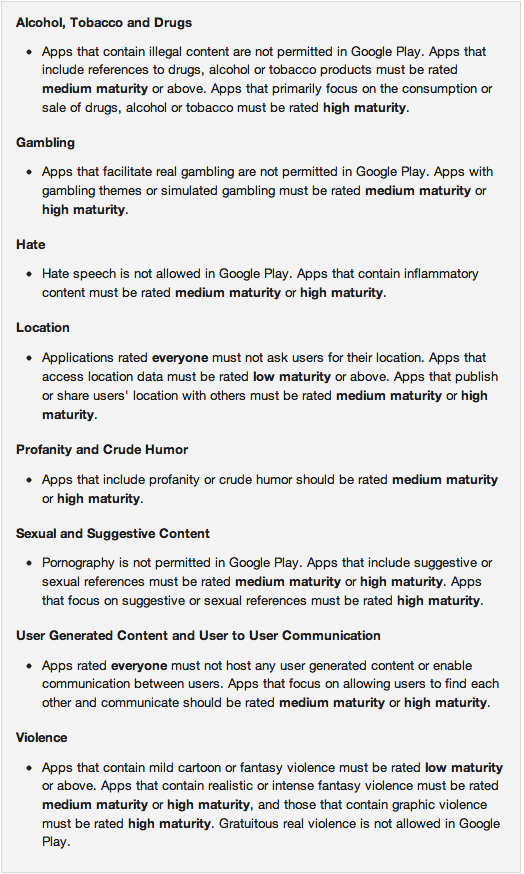 Alcohol, Tobacco and Drugs
• Apps that contain illegal content are not permitted in Google Play. Apps that
include references to drugs, alcohol or tobacco products must be rated
medium maturity or above. Apps that primarily focus on the consumption or
sale of drugs, alcohol or tobacco must be rated high maturity.
Gambling
• Apps that facilitate real gambling are not permitted in Google Play. Apps with
gambling themes or simulated gambling must be rated medium maturity or
high maturity.
Hate
• Hate speech is not allowed in Google Play. Apps that contain inflammatory
content must be rated medium maturity or high maturity.
Location
• Applications rated everyone must not ask users for their location. Apps that
access location data must be rated low maturity or above. Apps that publish
or share users' location with others must be rated medium maturity or high
maturity.
Profanity and Crude Humor
• Apps that include profanity or crude humor should be rated medium maturity
or high maturity.
Sexual and Suggestive Content
• Pornography is not permitted in Google Play. Apps that include suggestive or
sexual references must be rated medium maturity or high maturity. Apps
that focus on suggestive or sexual references must be rated high maturity.
User Generated Content and User to User Communication
• Apps rated everyone must not host any user generated content or enable
communication between users. Apps that focus on allowing users to find each
other and communicate should be rated medium maturity or high maturity.
Violence
• Apps that contain mild cartoon or fantasy violence must be rated low maturity
or above. Apps that contain realistic or intense fantasy violence must be rated
medium maturity or high maturity, and those that contain graphic violence
must be rated high maturity. Gratuitous real violence is not allowed in Google
Play.